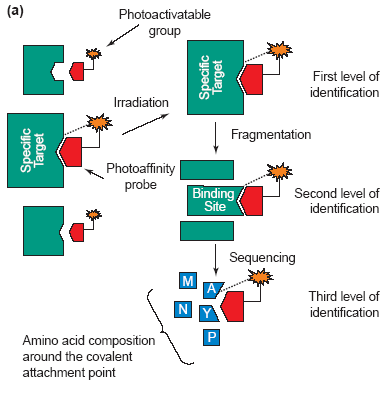 (a)
Photoactivatable
group
Specific
Target
First level of
identification
Irradiation
Fragmentation
Specific
Target
Photoaffinity
probe
Binding
Site
Second level of
identification
Sequencing
M
A
N
Y
P
Third level of
identification
Amino acid composition
around the covalent
attachment point